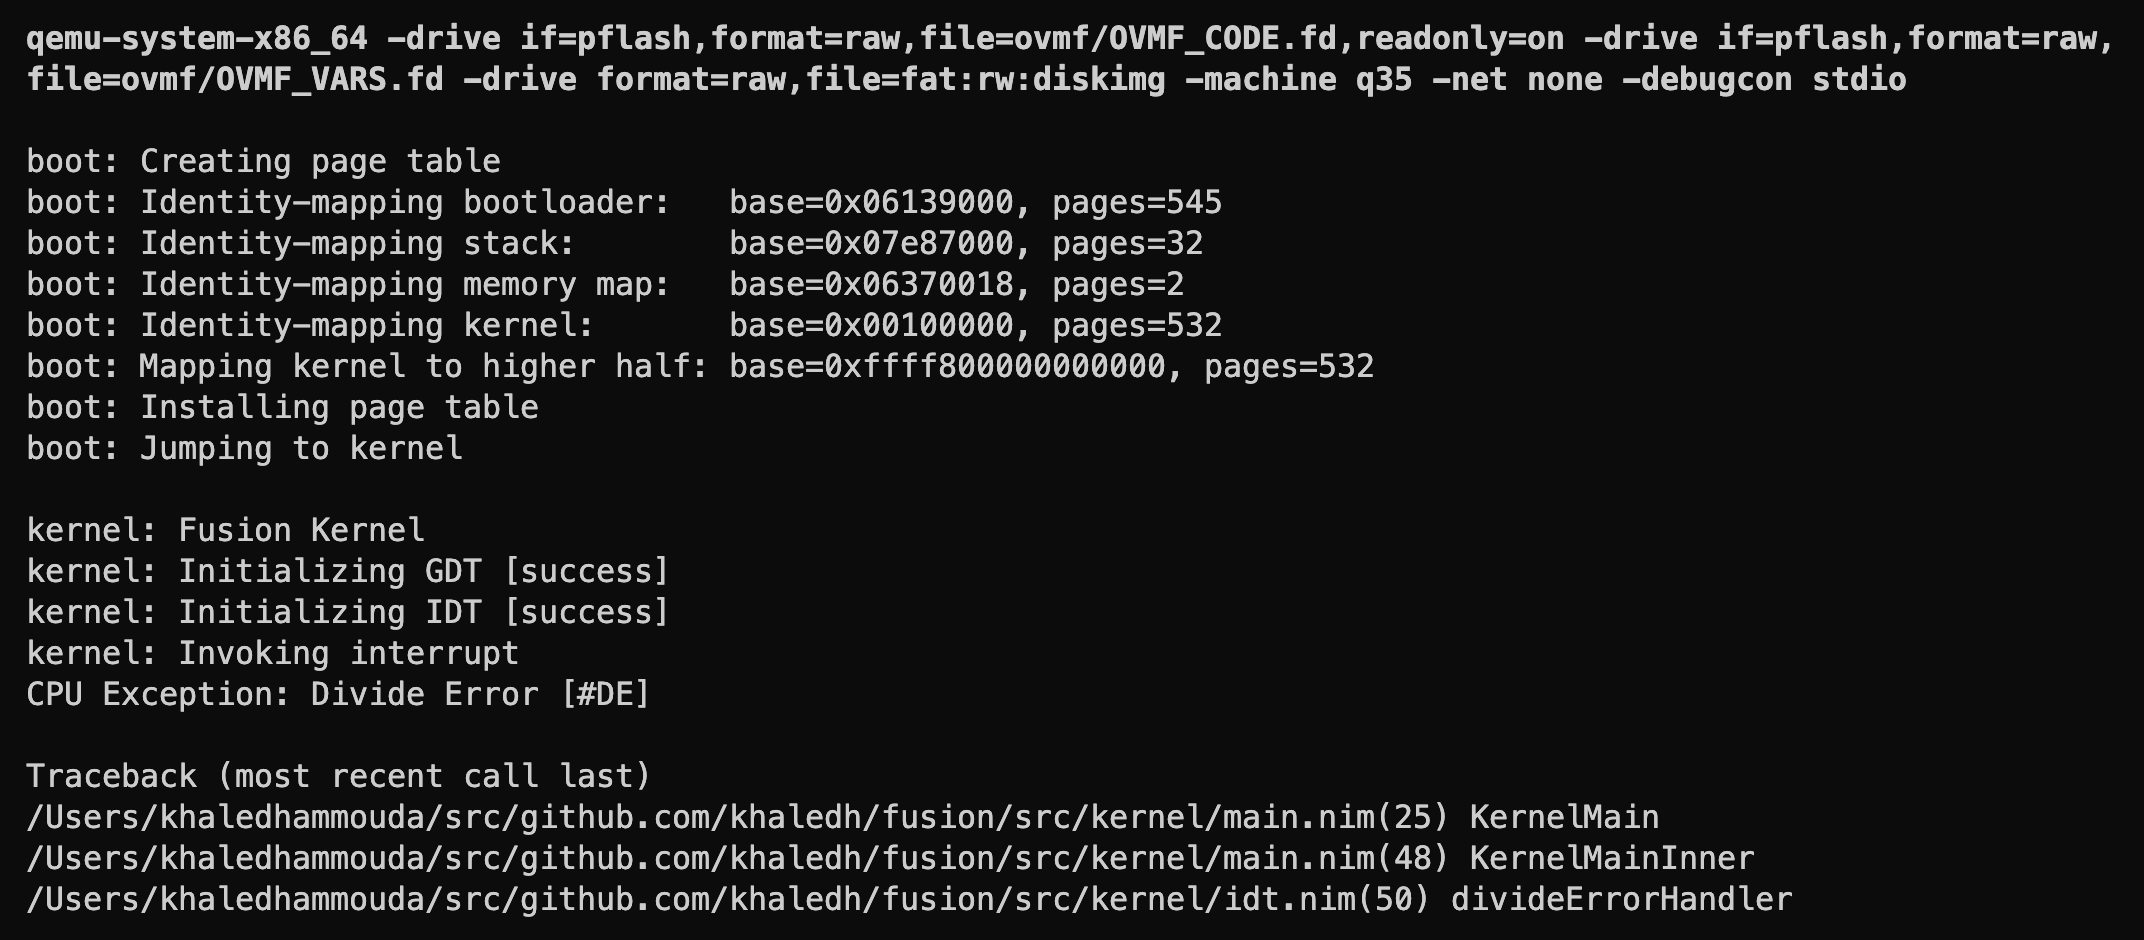 qemu-system-x86_64 -drive if=pflash,format=raw,file=ovmf/OVMF_CODE.fd,readonly=on -drive if=pflash,format=raw,
file=ovmf/OVMF_VARS.fd -drive format=raw,file=fat:rw:diskimg -machine q35 -net none -debugcon stdio
boot: Creating page table
boot: Identity-mapping bootloader:   base=0x06139000, pages=545
boot: Identity-mapping stack:        base=0x07e87000, pages=32
boot: Identity-mapping memory map:   base=0x06370018, pages=2
boot: Identity-mapping kernel:       base=0x00100000, pages=532
boot: Mapping kernel to higher half: base=0xffff800000000000, pages=532
boot: Installing page table
boot: Jumping to kernel
kernel: Fusion Kernel
kernel: Initializing GDT [success]
kernel: Initializing IDT [success]
kernel: Invoking interrupt
CPU Exception: Divide Error [#DE]
Traceback (most recent call last)
/Users/khaledhammouda/src/github.com/khaledh/fusion/src/kernel/main.nim(25) KernelMain
/Users/khaledhammouda/src/github.com/khaledh/fusion/src/kernel/main.nim(48) KernelMainInner
/Users/khaledhammouda/src/github.com/khaledh/fusion/src/kernel/idt.nim(50) divideErrorHandler